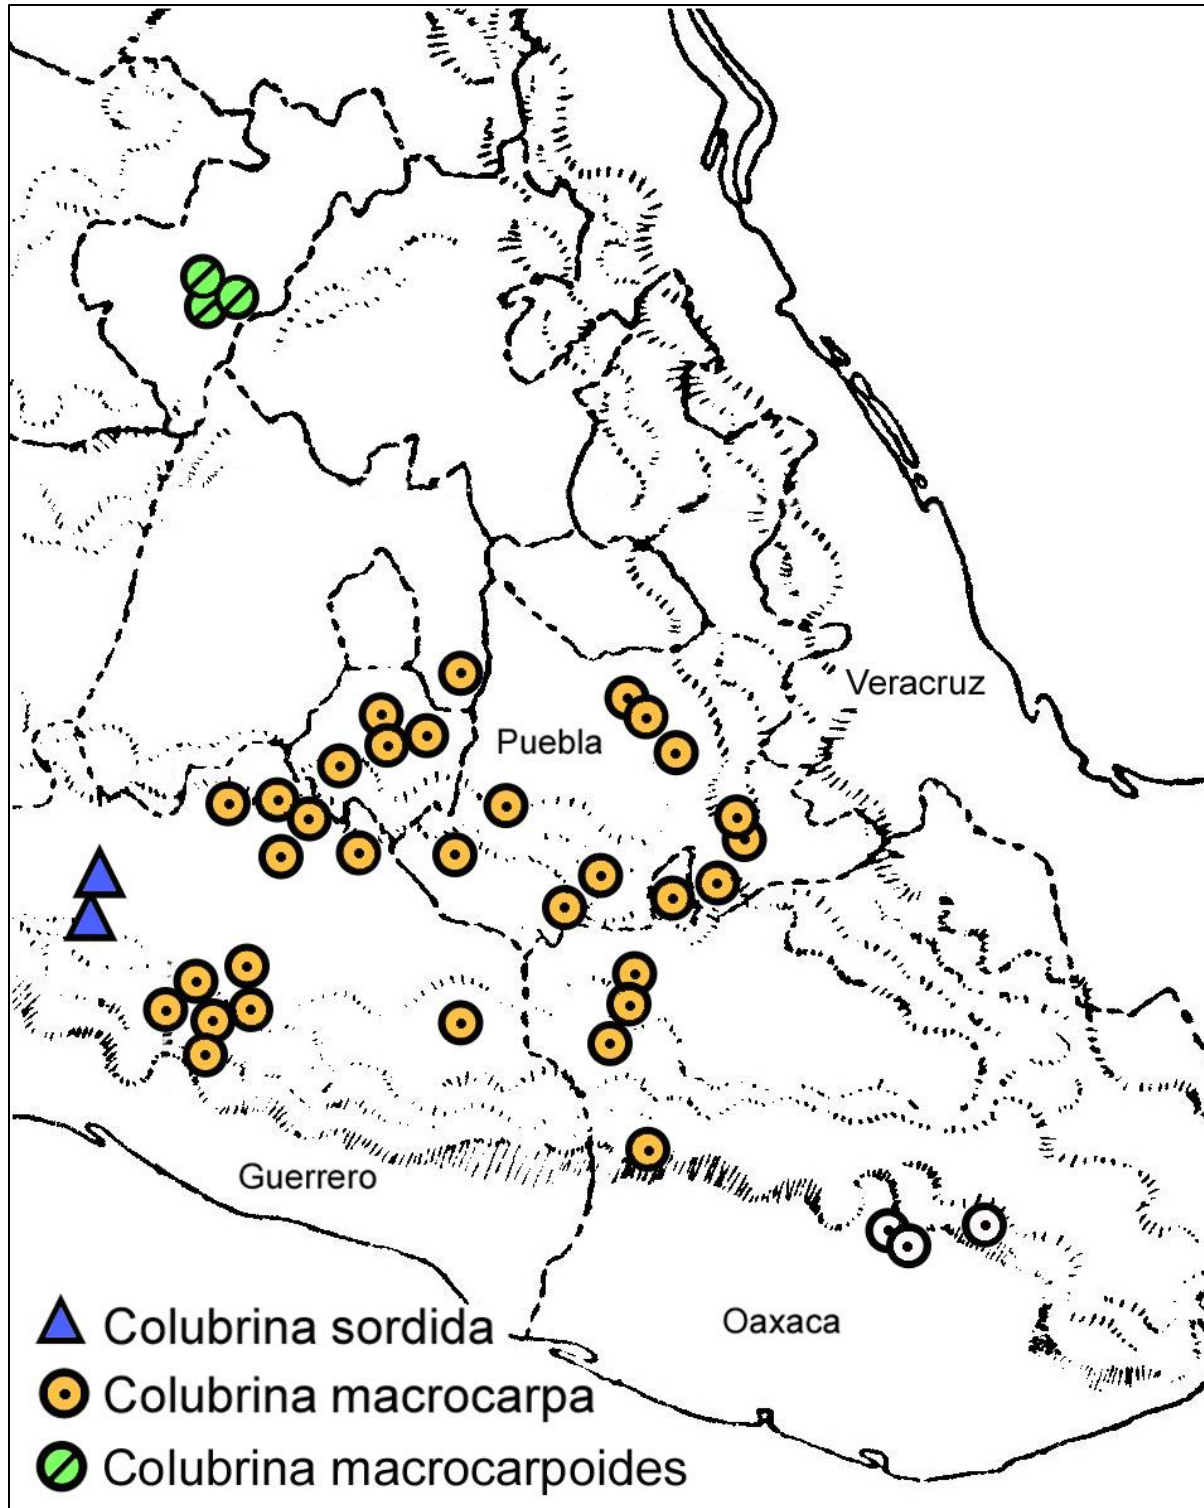 Veracruz
Puebla
Guerrero
Oaxaca
Colubrina sordida
Colubrina macrocarpa
Colubrina macrocarpoides